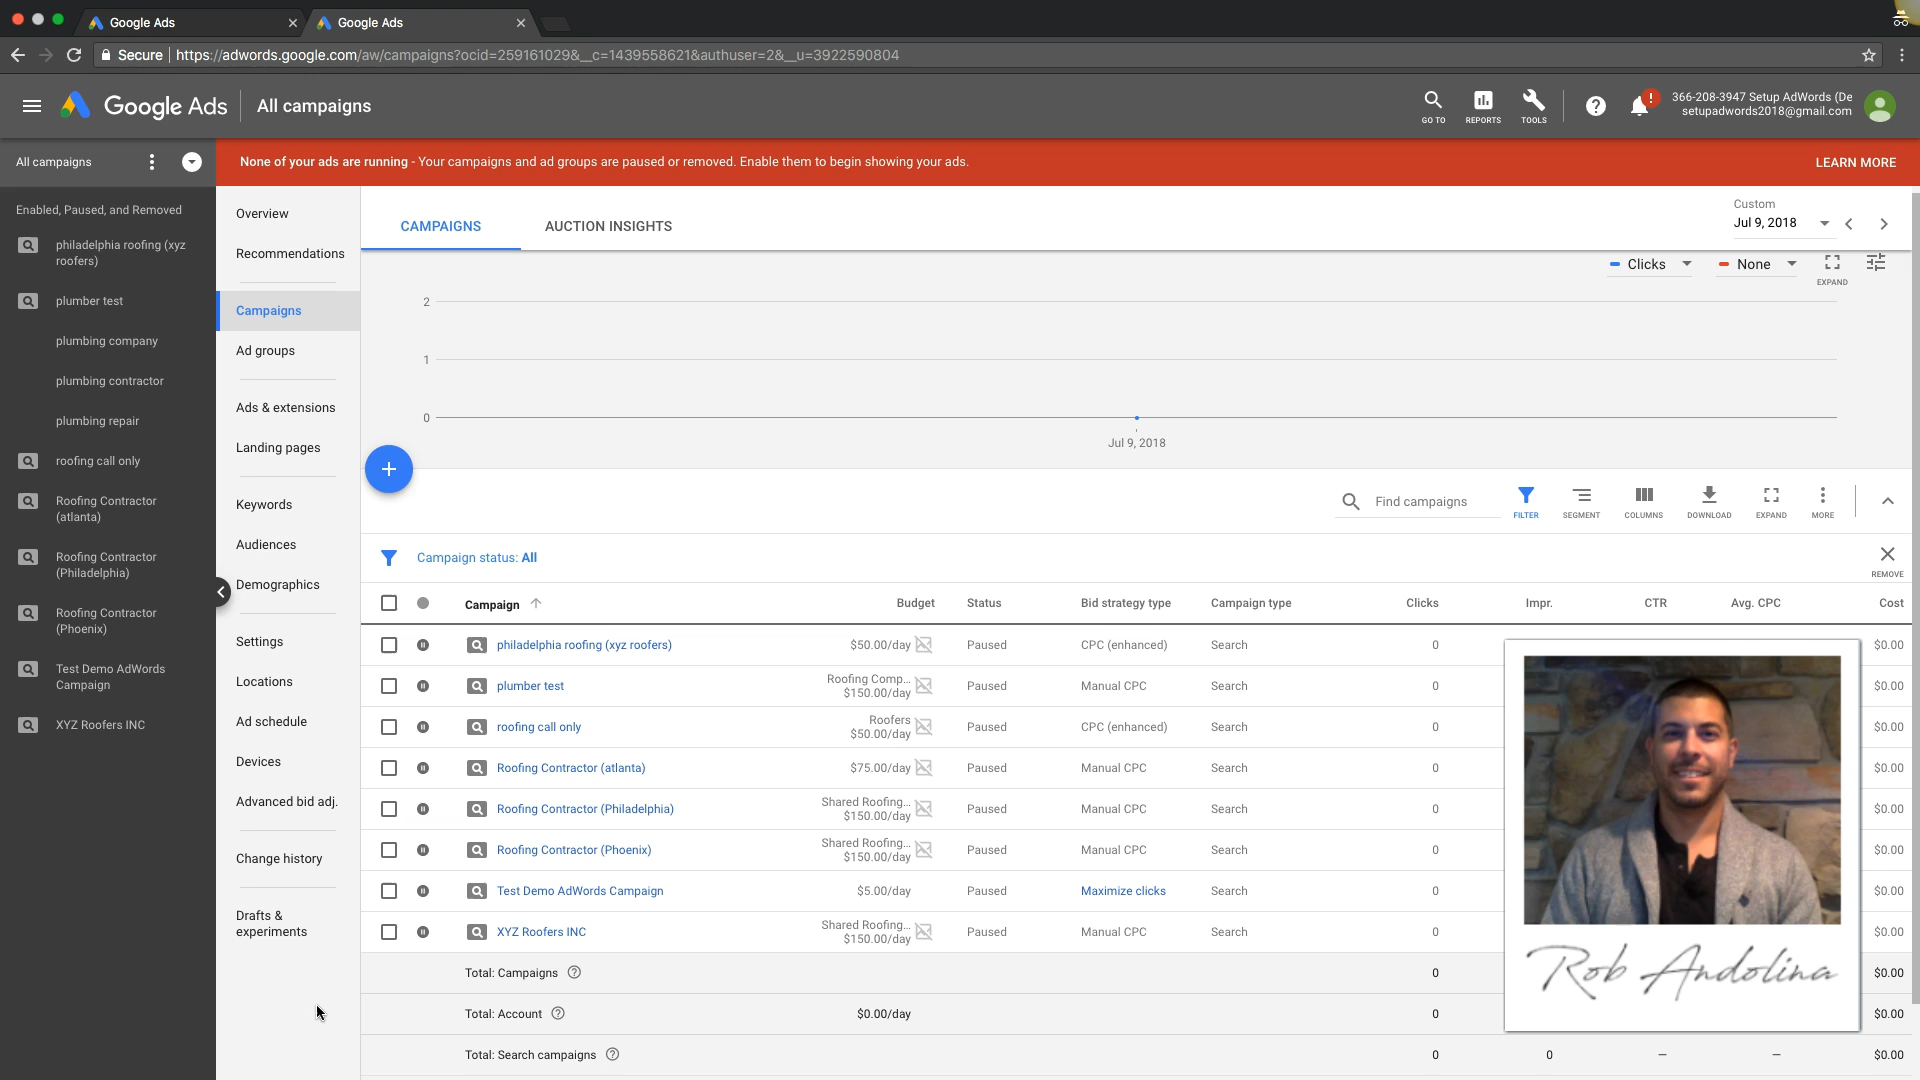 Google Ads
Google Ads
Secure https://adwords.google.com/aw/campaigns?ocid=259161029&__c=1439558621&authuser=2&__u=3922590804
Google Ads All campaigns
GO TO
REPORTS
TOOLS
366-208-3947 Setup AdWords (De
setupadwords2018@gmail.com
All campaigns
None of your ads are running - Your campaigns and ad groups are paused or removed. Enable them to begin showing your ads.
LEARN MORE
Enabled, Paused, and Removed
philadelphia roofing (xyz
roofers)
plumber test
plumbing company
plumbing contractor
plumbing repair
roofing call only
Roofing Contractor
(atlanta)
Roofing Contractor
(Philadelphia)
Roofing Contractor
(Phoenix)
Test Demo AdWords
Campaign
XYZ Roofers INC
Overview
Recommendations
Campaigns
Ad groups
Ads & extensions
Landing pages
Keywords
Audiences
Demographics
Settings
Locations
Ad schedule
Devices
Advanced bid adj.
Change history
Drafts &
experiments
CAMPAIGNS
AUCTION INSIGHTS
Custom
Jul 9, 2018
Clicks
None
EXPAND
2
1
0
Jul 9, 2018
Find campaigns
FILTER
SEGMENT
COLUMNS
DOWNLOAD
EXPAND
MORE
Campaign status: All
REMOVE
Campaign Budget Status Bid strategy type Campaign type Clicks Impr. CTR Avg. CPC Cost
philadelphia roofing (xyz roofers) $50.00/day Paused CPC (enhanced) Search 0 $0.00
plumber test Roofing Comp... $150.00/day Paused Manual CPC Search 0 $0.00
roofing call only Roofers $50.00/day Paused CPC (enhanced) Search 0 $0.00
Roofing Contractor (atlanta) $75.00/day Paused Manual CPC Search 0 $0.00
Roofing Contractor (Philadelphia) Shared Roofing... $150.00/day Paused Manual CPC Search 0 $0.00
Roofing Contractor (Phoenix) Shared Roofing... $150.00/day Paused Manual CPC Search 0 $0.00
Test Demo AdWords Campaign $5.00/day Paused Maximize clicks Search 0 $0.00
XYZ Roofers INC Shared Roofing... $150.00/day Paused Manual CPC Search 0 $0.00
Total: Campaigns 0 $0.00
Total: Account $0.00/day 0 $0.00
Total: Search campaigns 0 0 – – $0.00
Rob Andolina